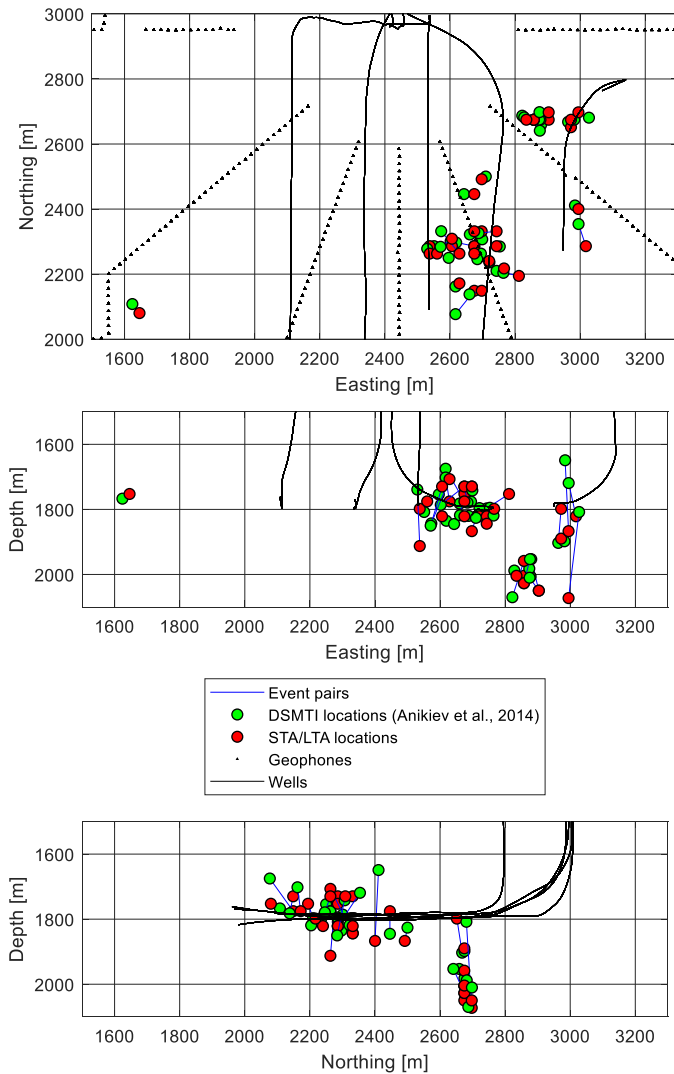 3000
2800
2600
2400
2200
2000
Northing [m]
1600 1800 2000 2200 2400 2600 2800 3000 3200
Easting [m]
1600
1800
2000
Depth [m]
1600 1800 2000 2200 2400 2600 2800 3000 3200
Easting [m]
Event pairs
DSMTI locations (Anikiev et al., 2014)
STA/LTA locations
Geophones
Wells
1600
1800
2000
Depth [m]
1600 1800 2000 2200 2400 2600 2800 3000 3200
Northing [m]